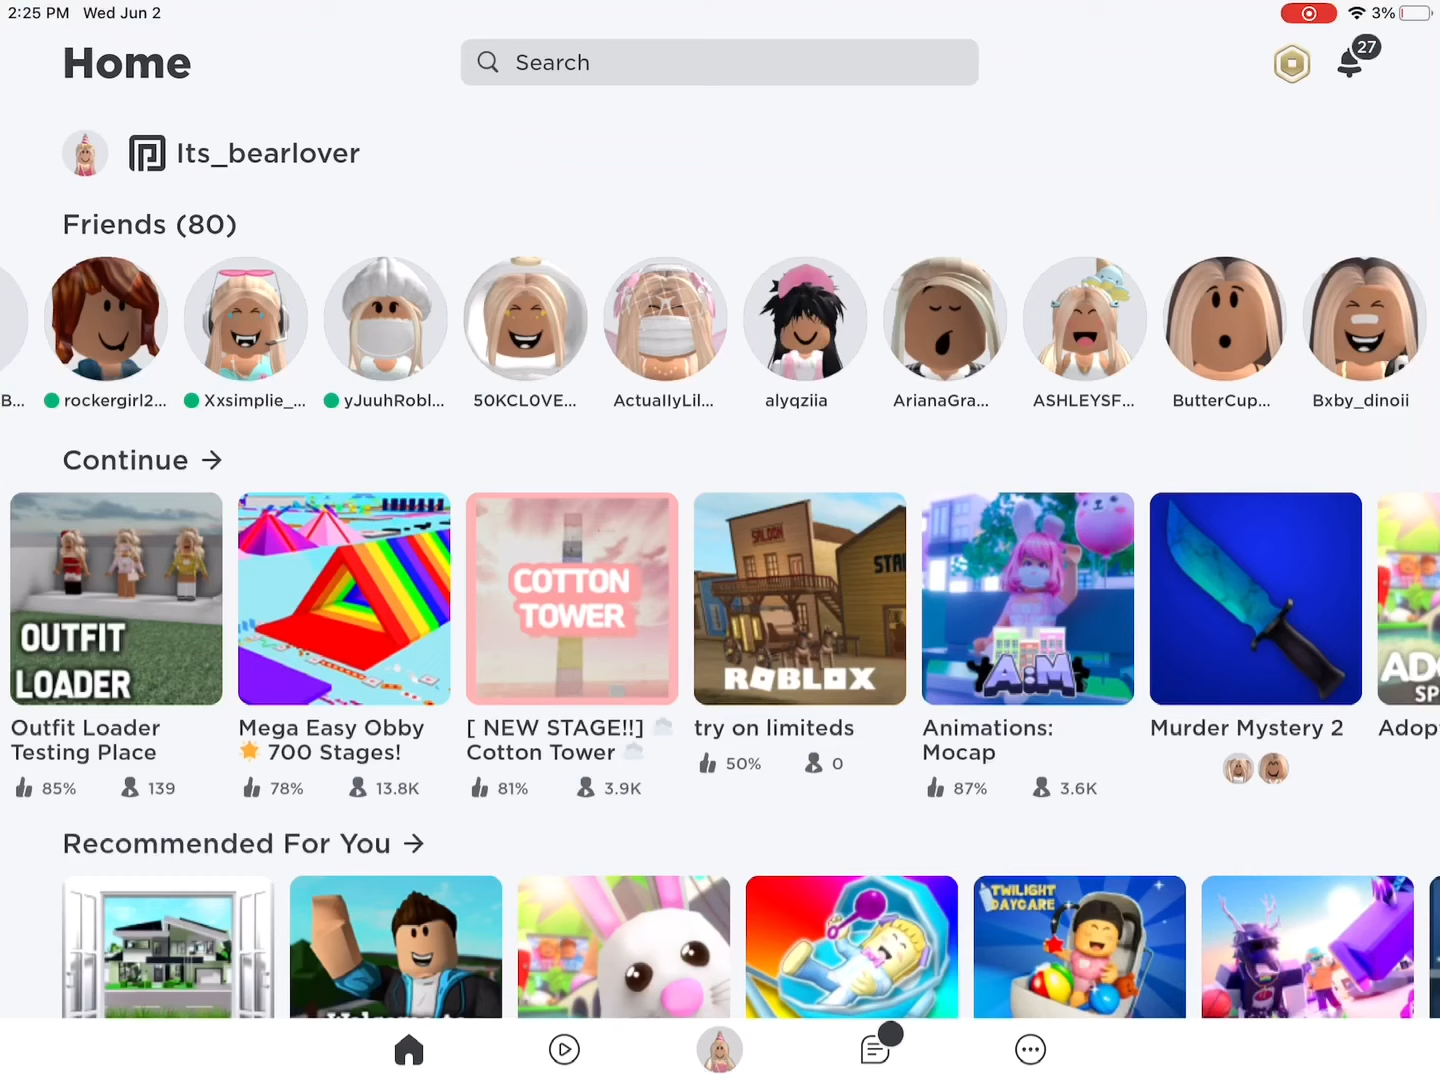 2:25 PM Wed Jun 2
3%
Home
Search
27
Its_bearlover
Friends (80)
B... rockergirl2... Xxsimplie_... yJuuhRobl... 50KCL0VE... ActuallyLil... alyqziia ArianaGra... ASHLEYSF... ButterCup... Bxby_dinoii
Continue →
OUTFIT
LOADER
COTTON
TOWER
SALOON
ROBLOX
A:M
Outfit Loader
Testing Place
85% 139
Mega Easy Obby
🌟 700 Stages!
78% 13.8K
[ NEW STAGE!!] ☁️
Cotton Tower ☁️
81% 3.9K
try on limiteds
50% 0
Animations:
Mocap
87% 3.6K
Murder Mystery 2
Adop
Recommended For You →
TWILIGHT
DAYCARE